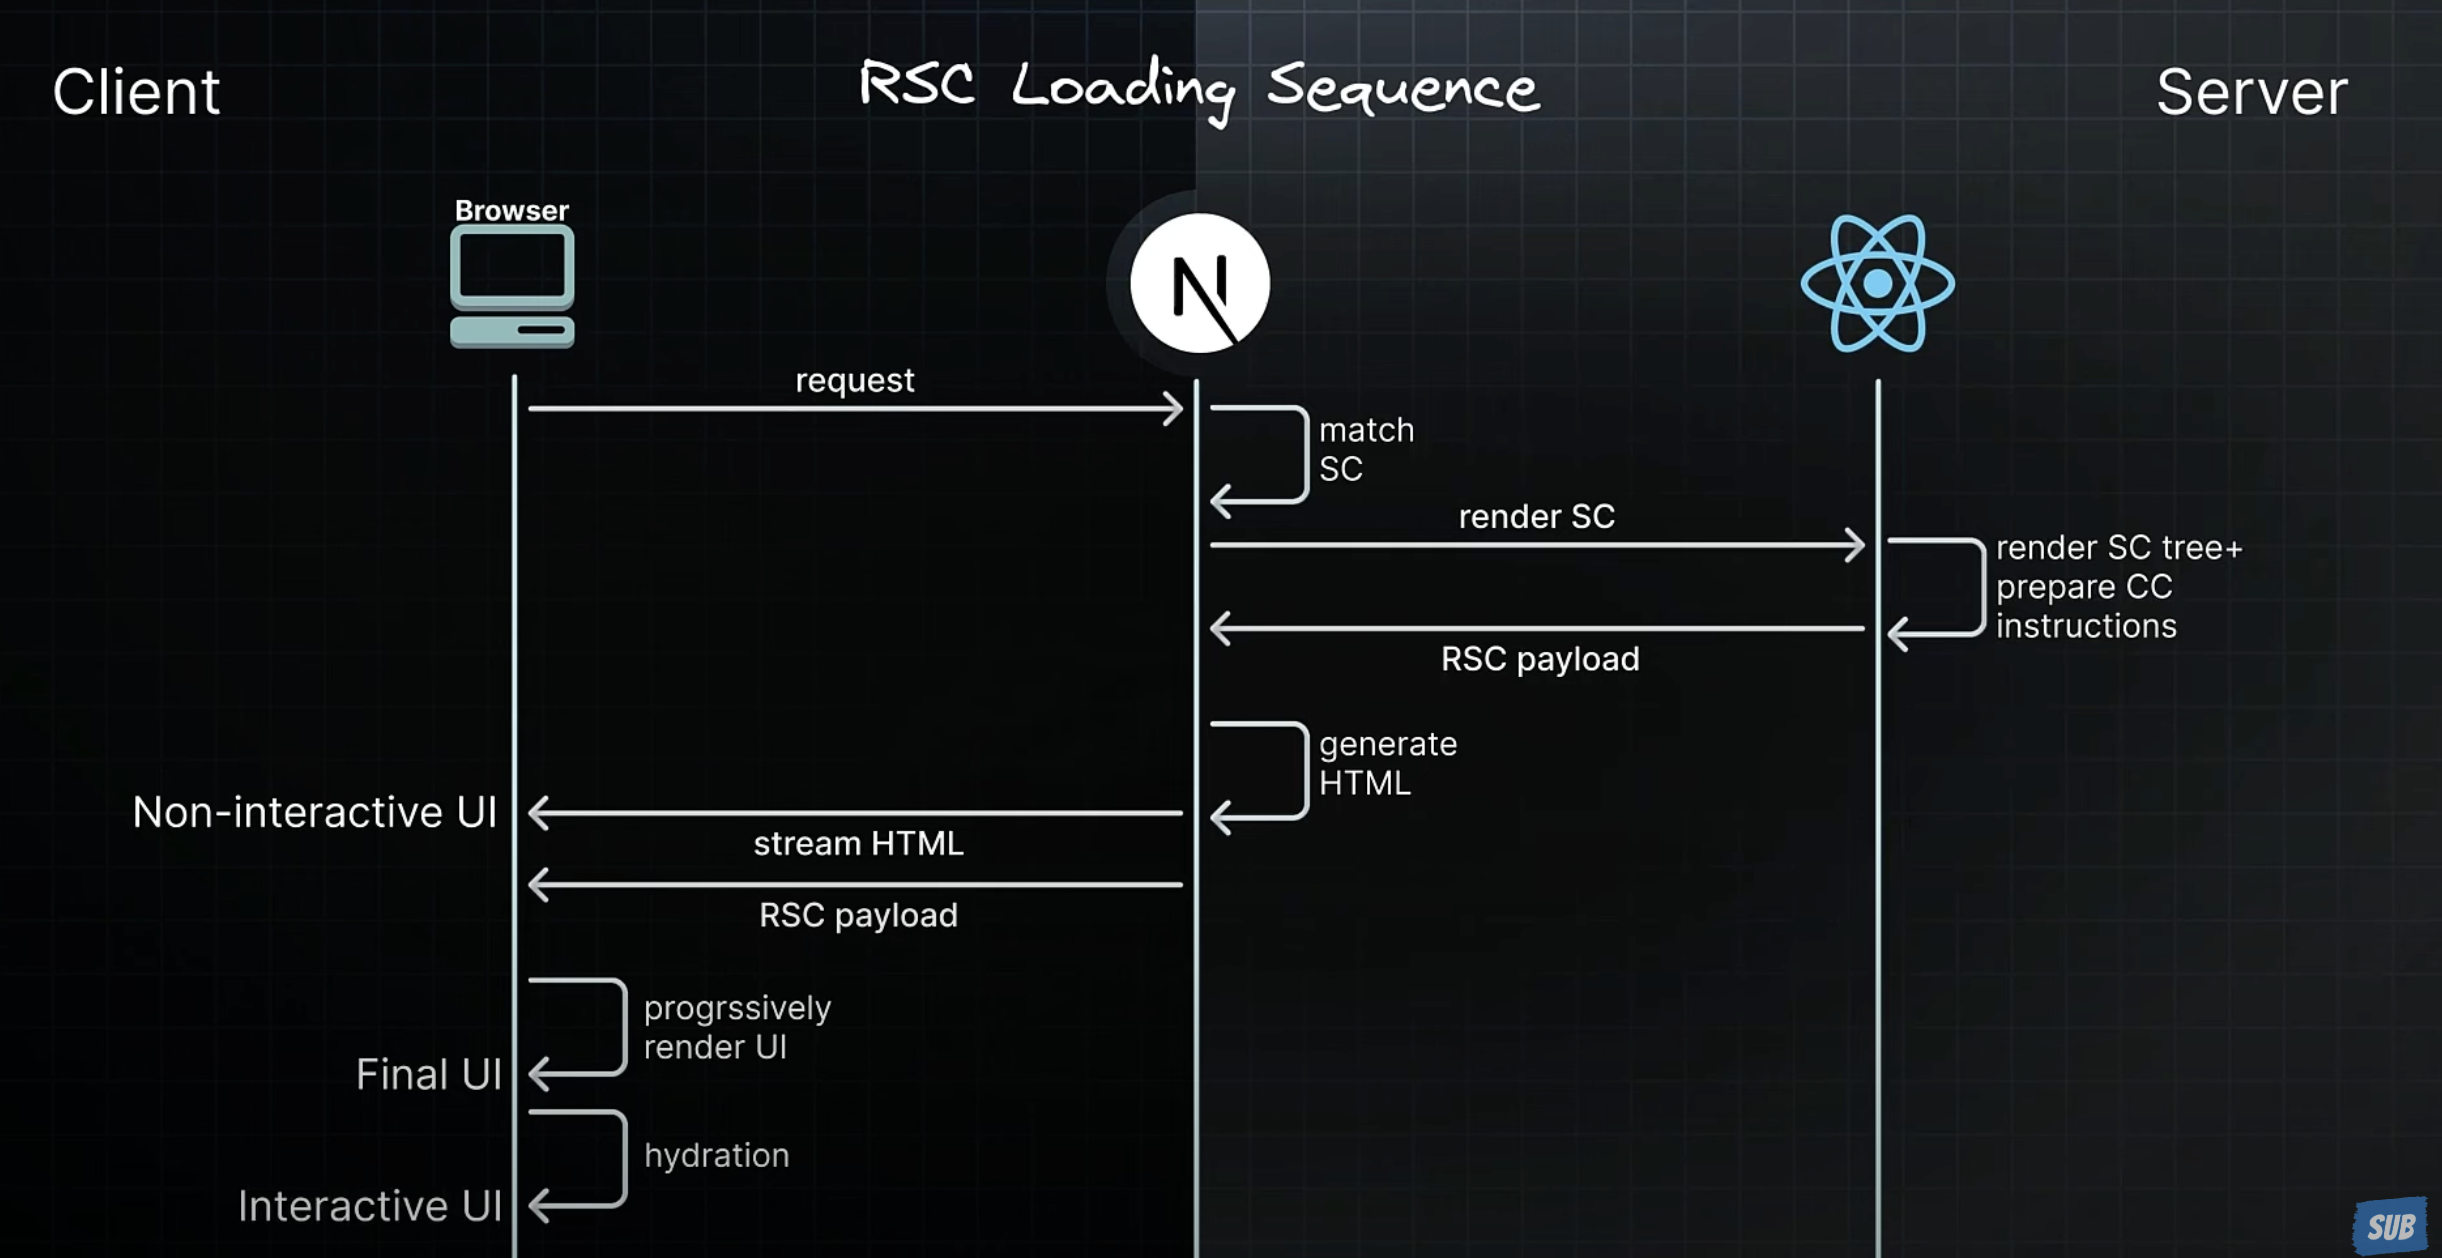 Client
RSC Loading Sequence
Server
Browser
request
match
SC
render SC
render SC tree+
prepare CC
instructions
RSC payload
generate
HTML
Non-interactive UI
stream HTML
RSC payload
progrssively
render UI
Final UI
hydration
Interactive UI
SUB